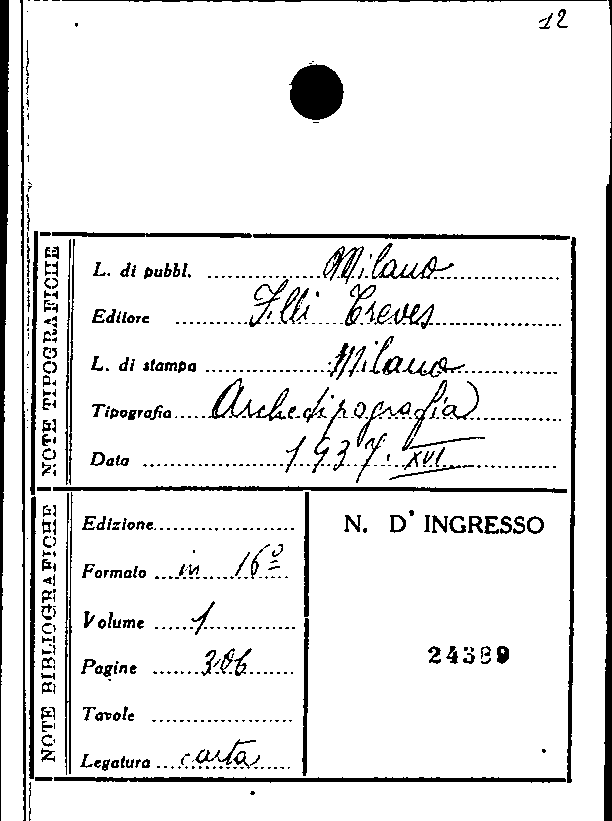 12
NOTE TIPOGRAFICHE
L. di pubbl. Milano
Editore F.lli Treves
L. di stampa Milano
Tipografia Archetipografia
Data 1937. XVI
NOTE BIBLIOGRAFICHE
Edizione
Formato in 16º
Volume 1
Pagine 306
Tavole
Legatura carta
N. D'INGRESSO
24389